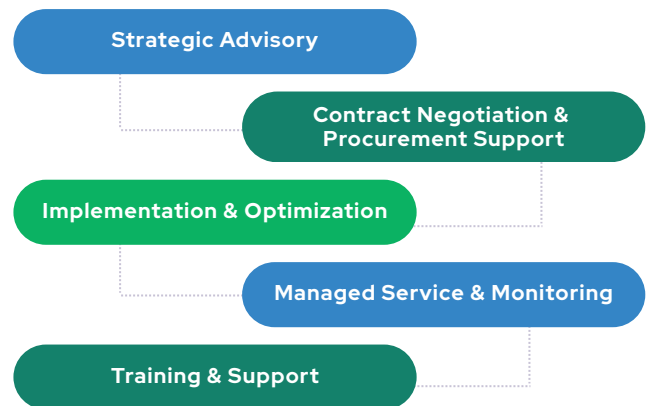 Strategic Advisory
Contract Negotiation &
Procurement Support
Implementation & Optimization
Managed Service & Monitoring
Training & Support